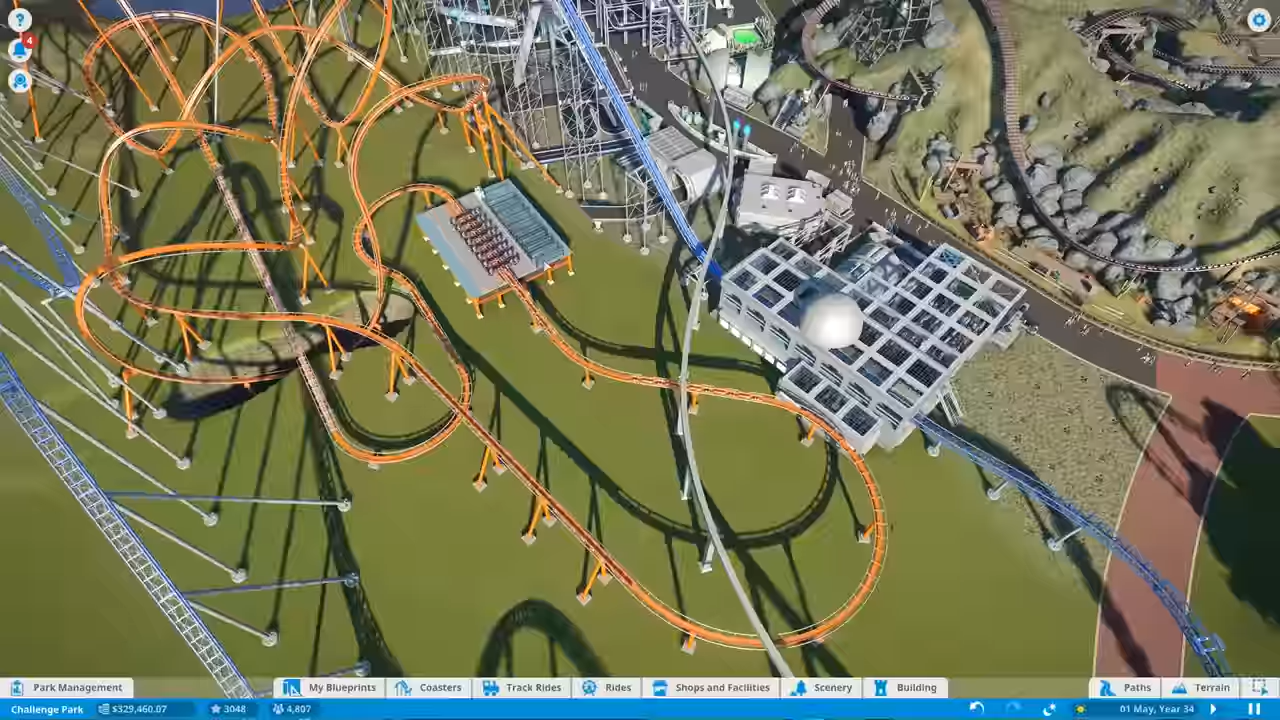 ?
4
Park Management
My Blueprints
Coasters
Track Rides
Rides
Shops and Facilities
Scenery
Building
Paths
Terrain
Challenge Park
$329,460.07
3048
4,807
01 May, Year 34